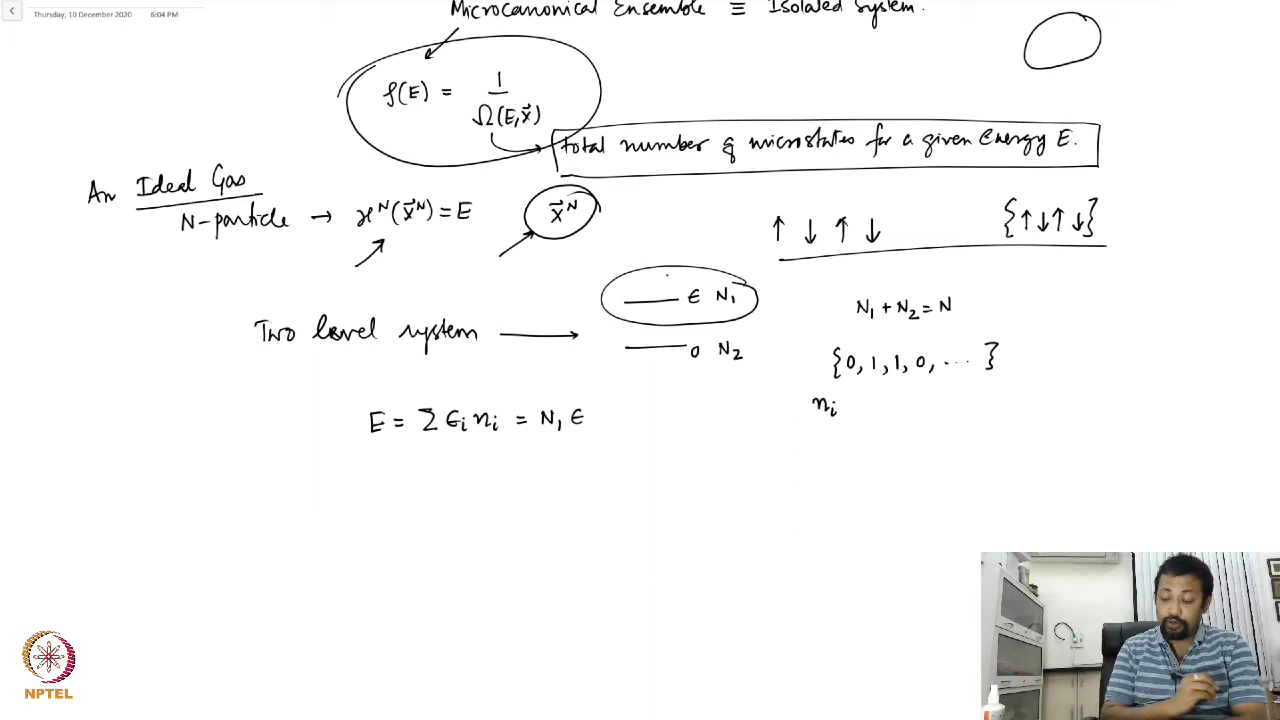 Thursday, 10 December 2020 6:04 PM
Microcanonical Ensemble ≡ Isolated System.
ρ(E) = 1 / Ω(E, x⃗)
total number of microstates for a given energy E.
An Ideal Gas
N-particle → ℋᴺ(x⃗ᴺ) = E x⃗ᴺ
↑ ↓ ↑ ↓ {↑↓↑↓}
Two level system → ϵ N₁
0 N₂
N₁ + N₂ = N
{0, 1, 1, 0, ....}
nᵢ
E = Σ ϵᵢ nᵢ = N₁ ϵ
NPTEL